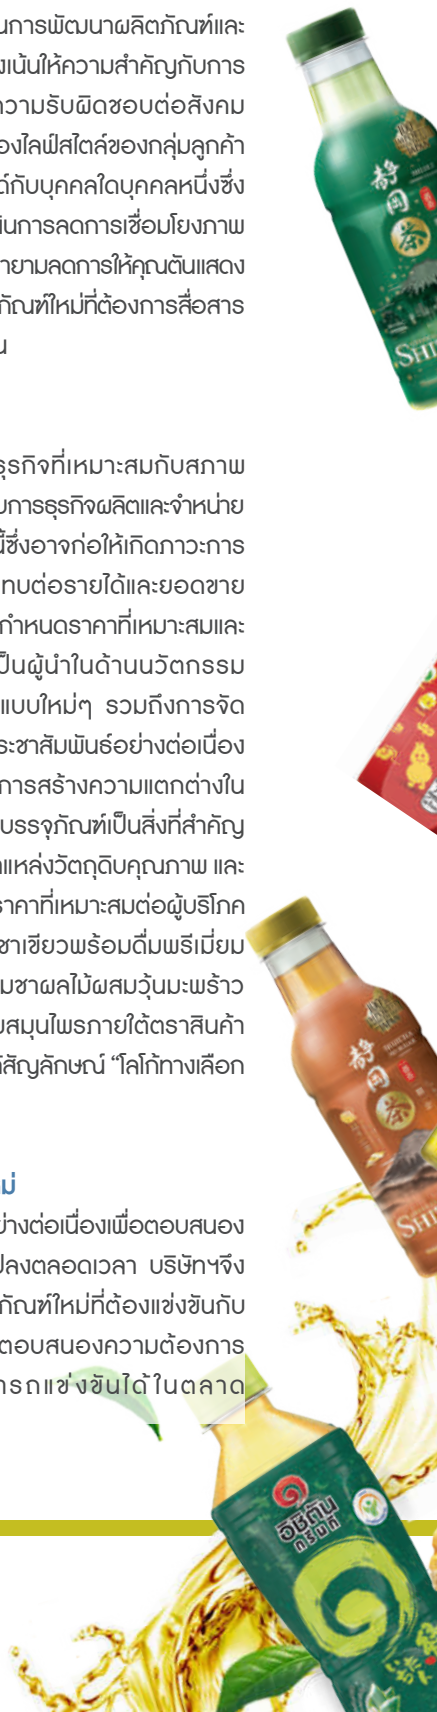 นการพัฒนาผลิตภัณฑ์และ
งเน้นให้ความสำคัญกับการ
วามรับผิดชอบต่อสังคม
องไลฟ์สไตล์ของกลุ่มลูกค้า
ด์กับบุคคลใดบุคคลหนึ่งซึ่ง
นินการลดการเชื่อมโยงภาพ
ยายามลดการให้คุณตันแสดง
ภัณฑ์ใหม่ที่ต้องการสื่อสาร
น
ธุรกิจที่เหมาะสมกับสภาพ
บการธุรกิจผลิตและจำหน่าย
นี้ซึ่งอาจก่อให้เกิดภาวะการ
ทบต่อรายได้และยอดขาย
กำหนดราคาที่เหมาะสมและ
ป็นผู้นำในด้านนวัตกรรม
แบบใหม่ๆ รวมถึงการจัด
ระชาสัมพันธ์อย่างต่อเนื่อง
การสร้างความแตกต่างใน
บรรจุภัณฑ์เป็นสิ่งที่สำคัญ
แหล่งวัตถุดิบคุณภาพ และ
ราคาที่เหมาะสมต่อผู้บริโภค
ชาเขียวพร้อมดื่มพรีเมี่ยม
มชาผลไม้ผสมวุ้นมะพร้าว
มสมุนไพรภายใต้ตราสินค้า
ด้สัญลักษณ์ “โลโก้ทางเลือก
ม่
ย่างต่อเนื่องเพื่อตอบสนอง
ปลงตลอดเวลา บริษัทฯจึง
ภัณฑ์ใหม่ที่ต้องแข่งขันกับ
ตอบสนองความต้องการ
ารถแข่งขันได้ในตลาด
静
岡
茶
SHI
静
岡
茶
SHI
อิชิตัน
กรีนที